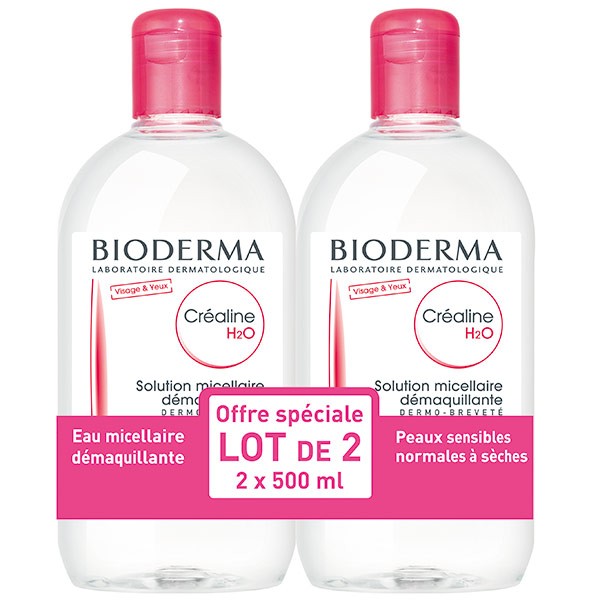 BIODERMA
LABORATOIRE DERMATOLOGIQUE
Visage & Yeux
Créaline
H2O
Solution micellaire
démaquillante
BIODERMA
LABORATOIRE DERMATOLOGIQUE
Visage & Yeux
Créaline
H2O
Solution micellaire
démaquillante
DERMO-BREVETÉ
Eau micellaire
démaquillante
Offre spéciale
LOT DE 2
2 x 500 ml
Peaux sensibles
normales à sèches